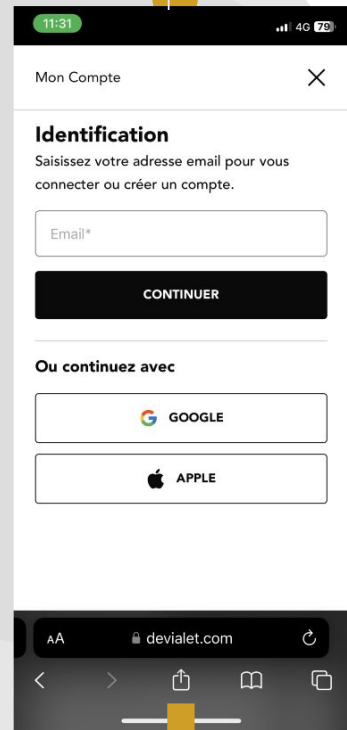 11:31
4G 79
Mon Compte
Identification
Saisissez votre adresse email pour vous
connecter ou créer un compte.
Email*
CONTINUER
Ou continuez avec
GOOGLE
APPLE
AA devialet.com